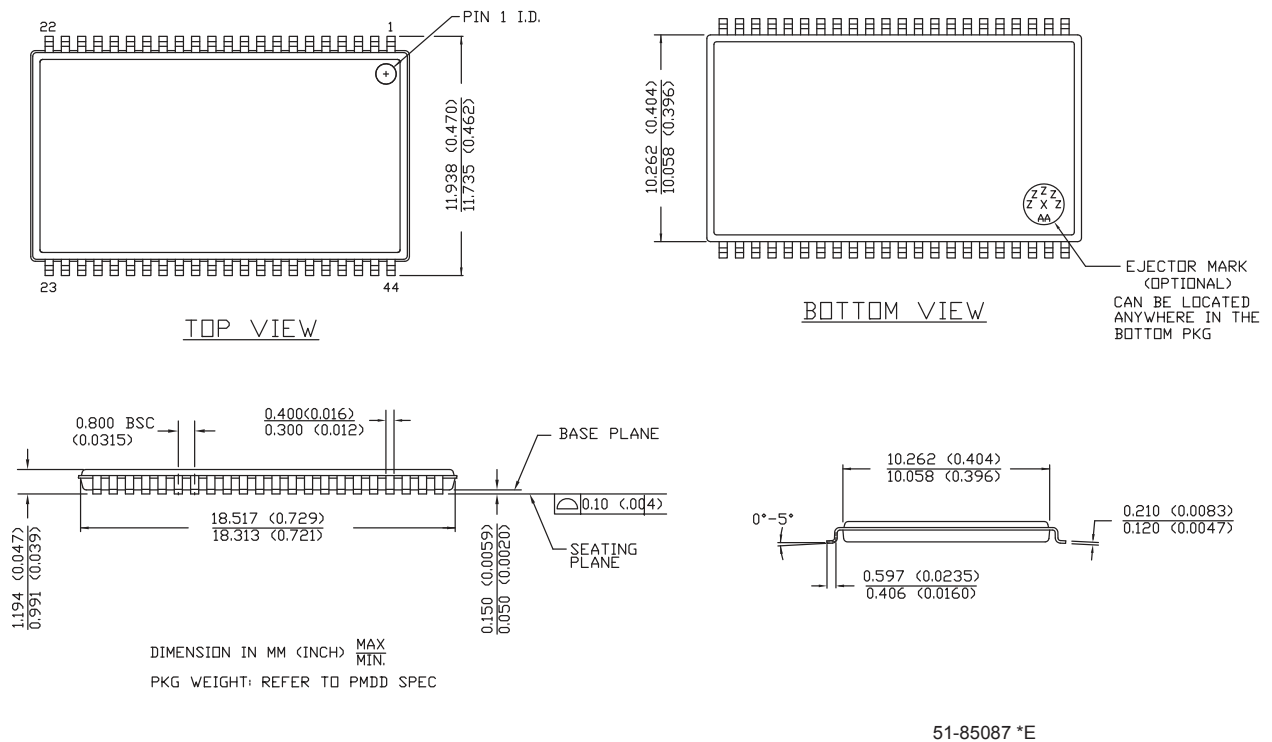 22
1
PIN 1 I.D.
11.938 (0.470)
11.735 (0.462)
23
44
TOP VIEW
10.262 (0.404)
10.058 (0.396)
Z Z Z
Z X Z
AA
EJECTOR MARK
(OPTIONAL)
CAN BE LOCATED
ANYWHERE IN THE
BOTTOM PKG
BOTTOM VIEW
0.800 BSC
(0.0315)
0.400(0.016)
0.300 (0.012)
BASE PLANE
0.10 (.004)
18.517 (0.729)
18.313 (0.721)
1.194 (0.047)
0.991 (0.039)
0.150 (0.0059)
0.050 (0.0020)
SEATING
PLANE
10.262 (0.404)
10.058 (0.396)
0°-5°
0.210 (0.0083)
0.120 (0.0047)
0.597 (0.0235)
0.406 (0.0160)
DIMENSION IN MM (INCH) MAX
MIN.
PKG WEIGHT: REFER TO PMDD SPEC
51-85087 *E